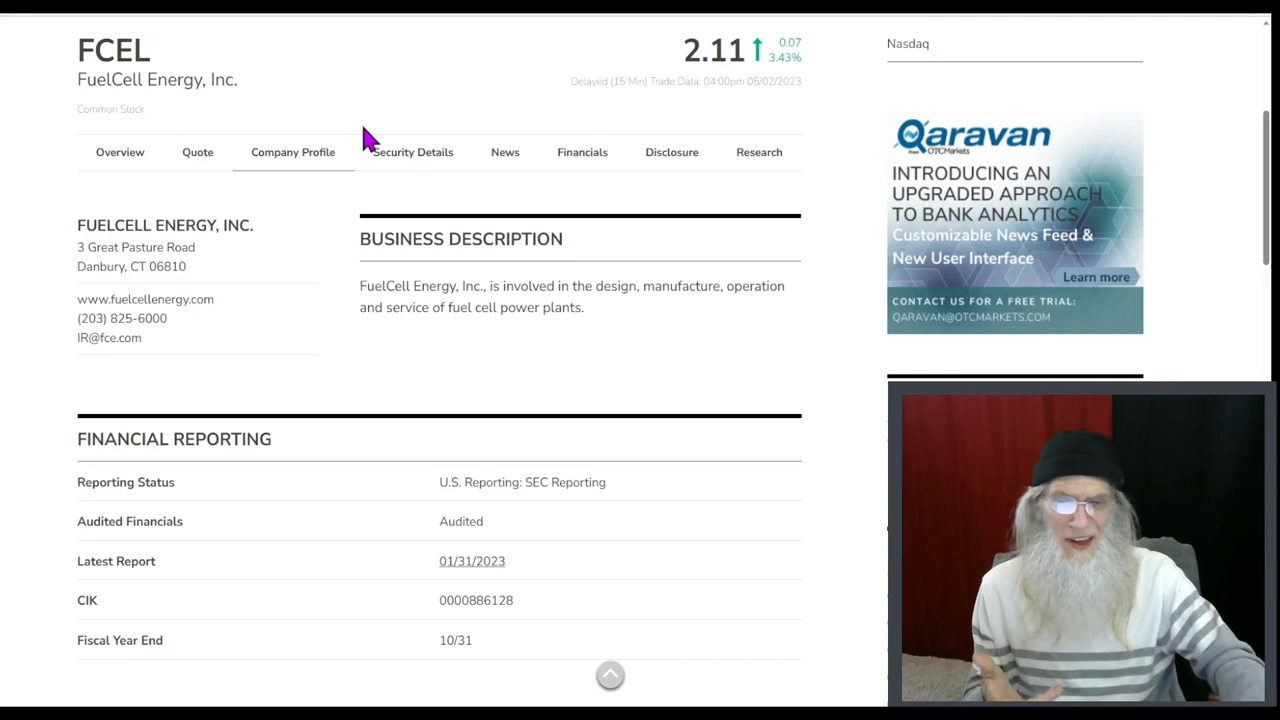 FCEL
FuelCell Energy, Inc.
Common Stock
2.11
0.07
3.43%
Delayed (15 Min) Trade Data: 04:00pm 05/02/2023
Overview Quote Company Profile Security Details News Financials Disclosure Research
FUELCELL ENERGY, INC.
3 Great Pasture Road
Danbury, CT 06810
www.fuelcellenergy.com
(203) 825-6000
IR@fce.com
BUSINESS DESCRIPTION
FuelCell Energy, Inc., is involved in the design, manufacture, operation
and service of fuel cell power plants.
FINANCIAL REPORTING
Reporting Status U.S. Reporting: SEC Reporting
Audited Financials Audited
Latest Report 01/31/2023
CIK 0000886128
Fiscal Year End 10/31
Nasdaq
Qaravan
from OTCMarkets
INTRODUCING AN
UPGRADED APPROACH
TO BANK ANALYTICS
Customizable News Feed &
New User Interface
Learn more
CONTACT US FOR A FREE TRIAL:
QARAVAN@OTCMARKETS.COM